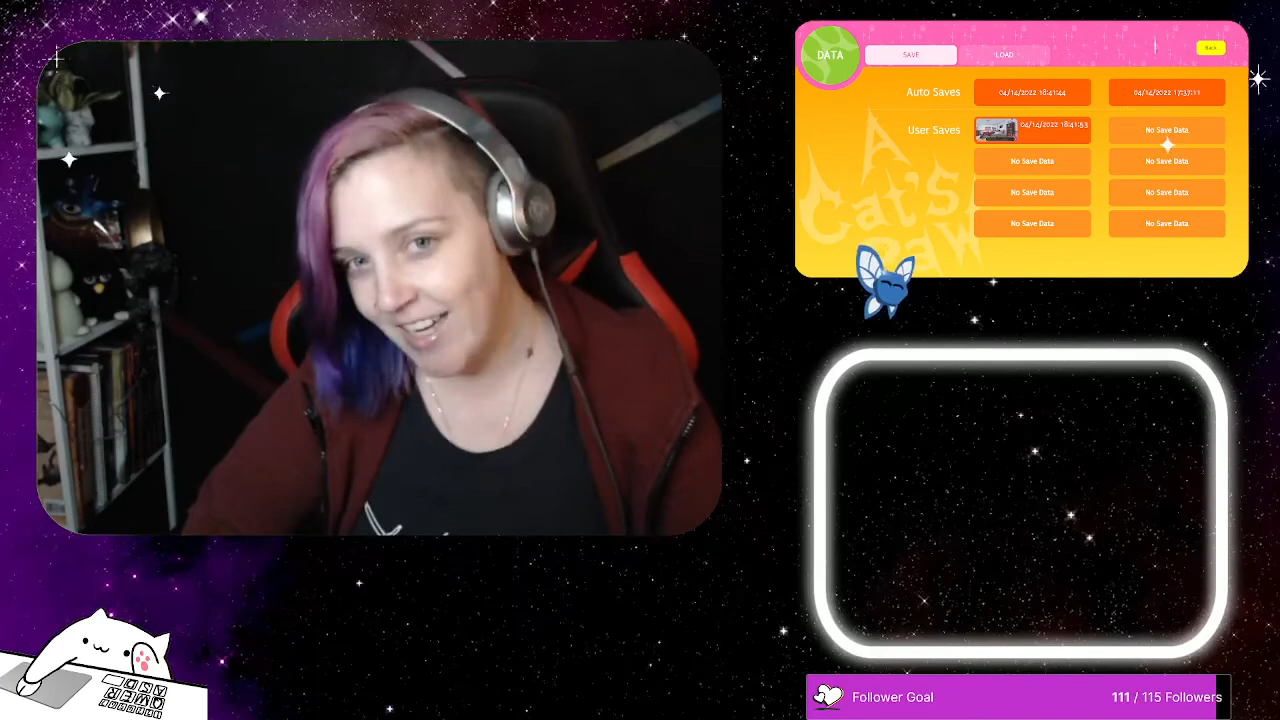 DATA
SAVE
LOAD
Back
Auto Saves
04/14/2022 18:41:44
04/14/2022 17:37:11
User Saves
04/14/2022 18:41:53
No Save Data
No Save Data
No Save Data
No Save Data
No Save Data
No Save Data
No Save Data
A
Cat's
Paw
Follower Goal
111 / 115 Followers